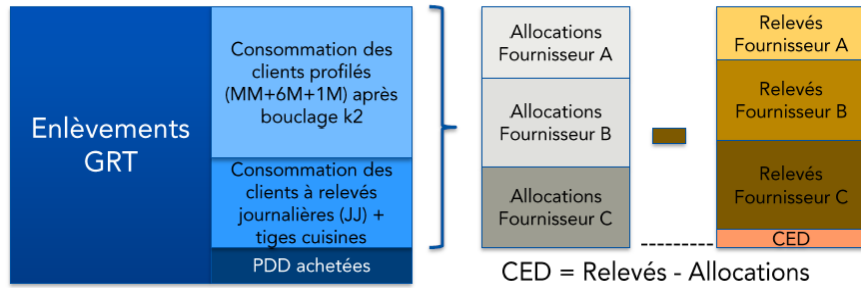 Enlèvements
GRT
Consommation des
clients profilés
(MM+6M+1M) après
bouclage k2
Consommation des
clients à relevés
journalières (JJ) +
tiges cuisines
PDD achetées
Allocations
Fournisseur A
Allocations
Fournisseur B
Allocations
Fournisseur C
Relevés
Fournisseur A
Relevés
Fournisseur B
Relevés
Fournisseur C
CED
CED = Relevés - Allocations